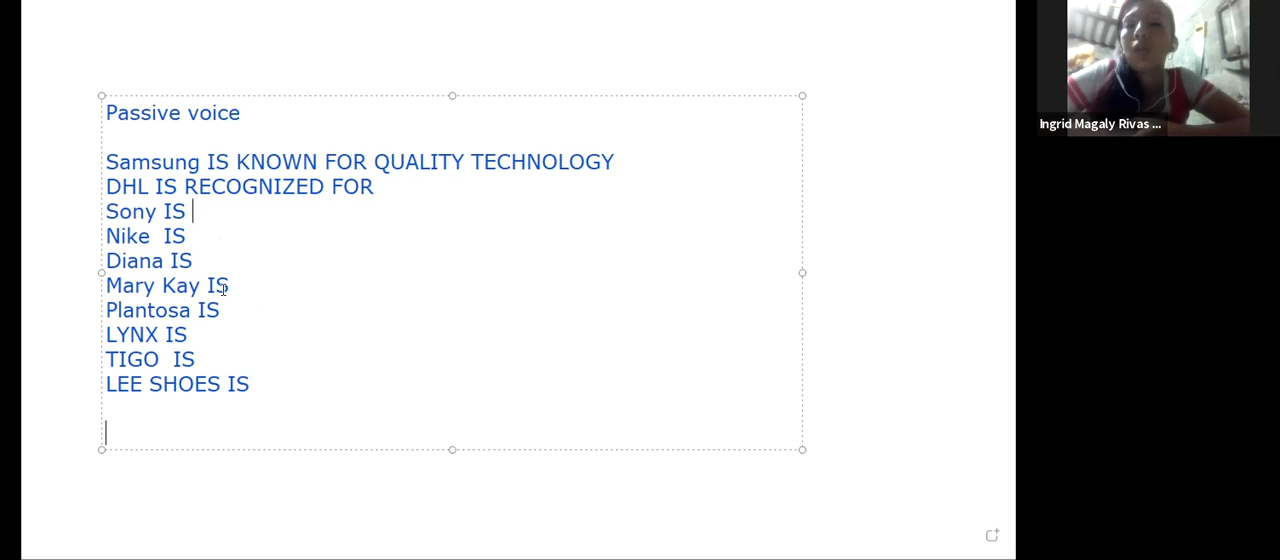 Passive voice
Samsung IS KNOWN FOR QUALITY TECHNOLOGY
DHL IS RECOGNIZED FOR
Sony IS
Nike  IS
Diana IS
Mary Kay IS
Plantosa IS
LYNX IS
TIGO  IS
LEE SHOES IS
Ingrid Magaly Rivas ...